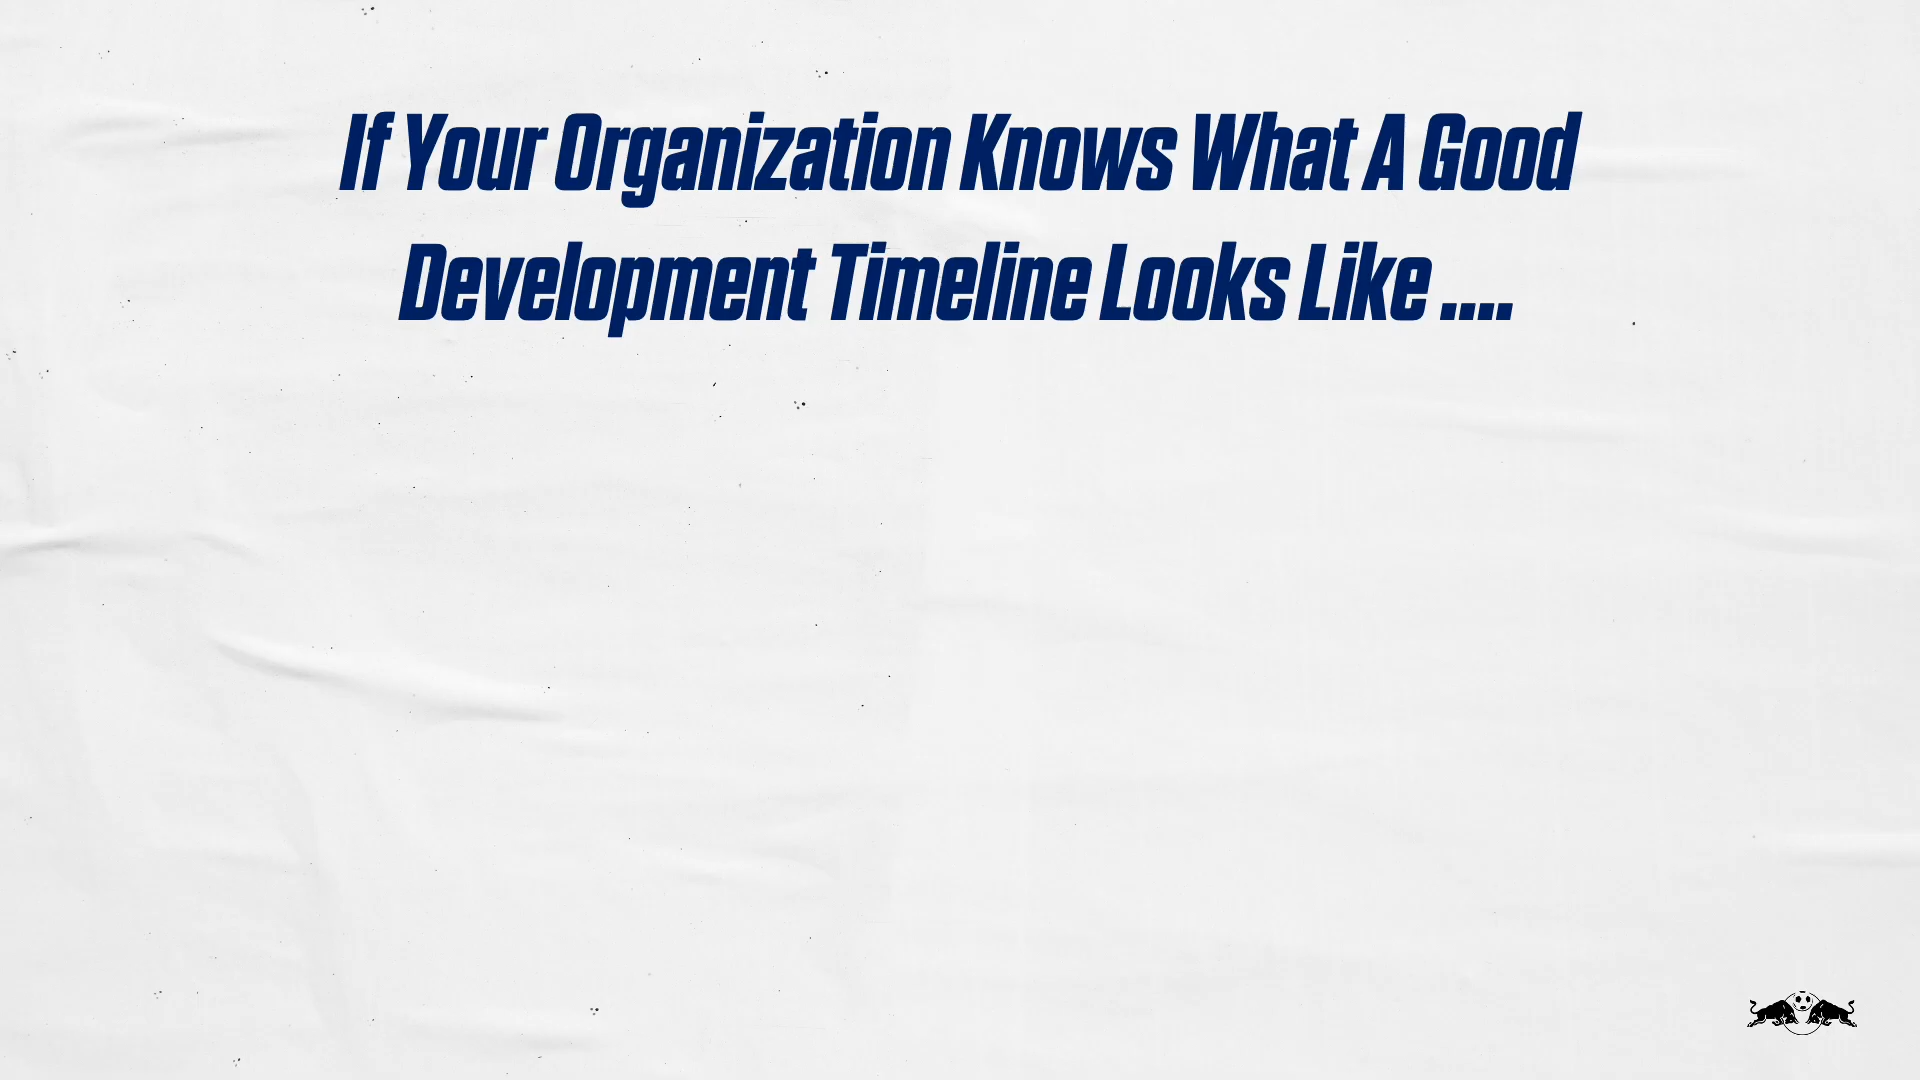 If Your Organization Knows What A Good
Development Timeline Looks Like ....